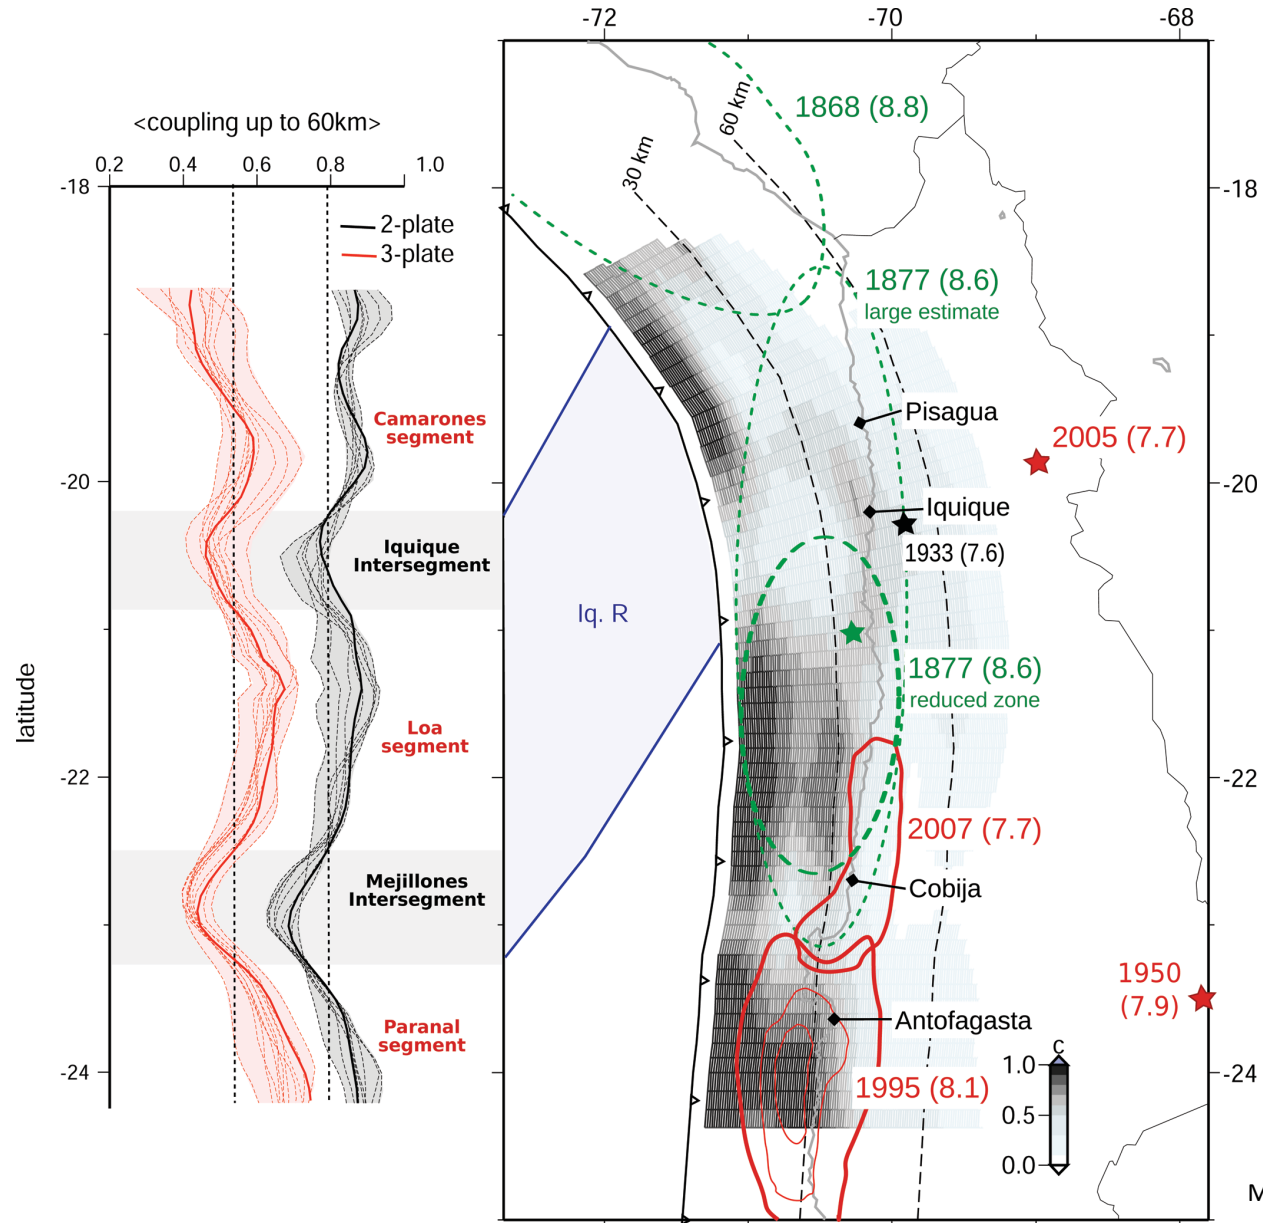 -72
-70
-68
<coupling up to 60km>
0.2
0.4
0.6
0.8
1.0
-18
-20
-22
-24
latitude
2-plate
3-plate
Camarones
segment
Iquique
Intersegment
Loa
segment
Mejillones
Intersegment
Paranal
segment
60 km
30 km
1868 (8.8)
-18
1877 (8.6)
large estimate
Pisagua
2005 (7.7)
-20
Iquique
1933 (7.6)
Iq. R
1877 (8.6)
reduced zone
-22
2007 (7.7)
Cobija
1950
(7.9)
Antofagasta
1995 (8.1)
-24
C
1.0
0.5
0.0
M